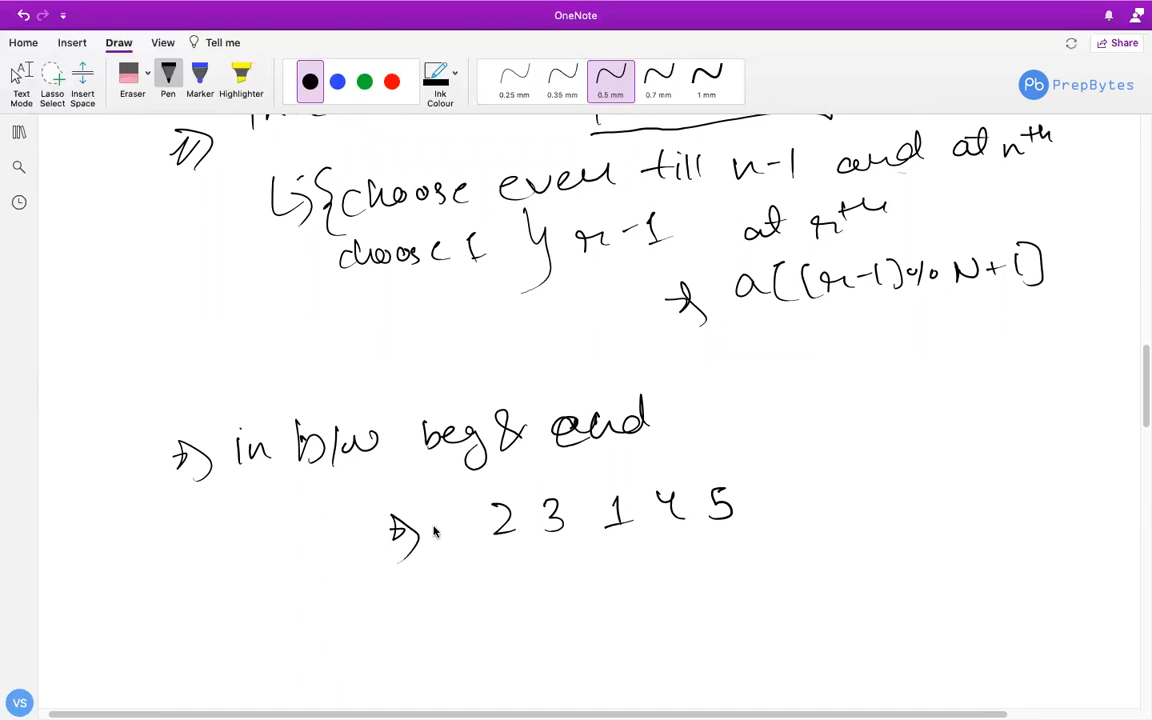 OneNote
Home Insert Draw View Tell me
Share
Text Mode
Lasso Select
Insert Space
Eraser
Pen
Marker
Highlighter
Ink Colour
0.25 mm
0.35 mm
0.5 mm
0.7 mm
1 mm
Pb PrepBytes
{choose even till n-1 and at nth
choose 1 } r-1 at rth
⇒ a[(r-1)% N+1]
⇒ in b/w beg & end
⇒ 2 3 1 4 5
VS